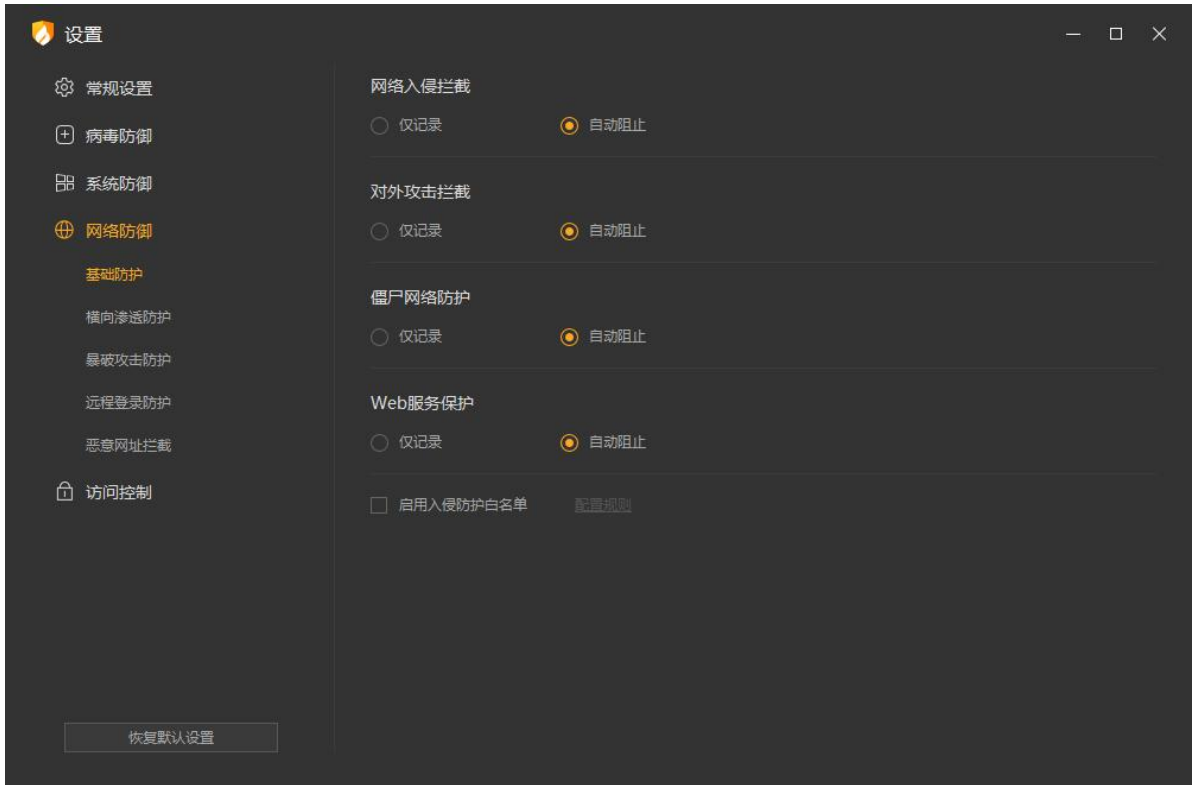 设置
常规设置
病毒防御
系统防御
网络防御
基础防护
横向渗透防护
暴破攻击防护
远程登录防护
恶意网址拦截
访问控制
恢复默认设置
网络入侵拦截
仅记录 自动阻止
对外攻击拦截
仅记录 自动阻止
僵尸网络防护
仅记录 自动阻止
Web服务保护
仅记录 自动阻止
启用入侵防护白名单 配置规则